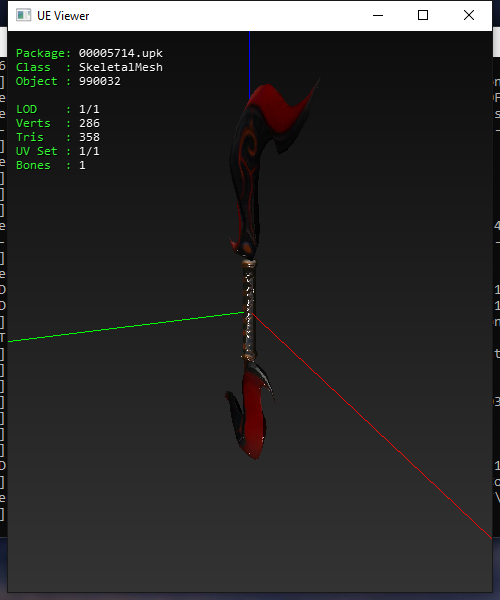 UE Viewer
Package: 00005714.upk
Class  : SkeletalMesh
Object : 990032
LOD    : 1/1
Verts  : 286
Tris   : 358
UV Set : 1/1
Bones  : 1